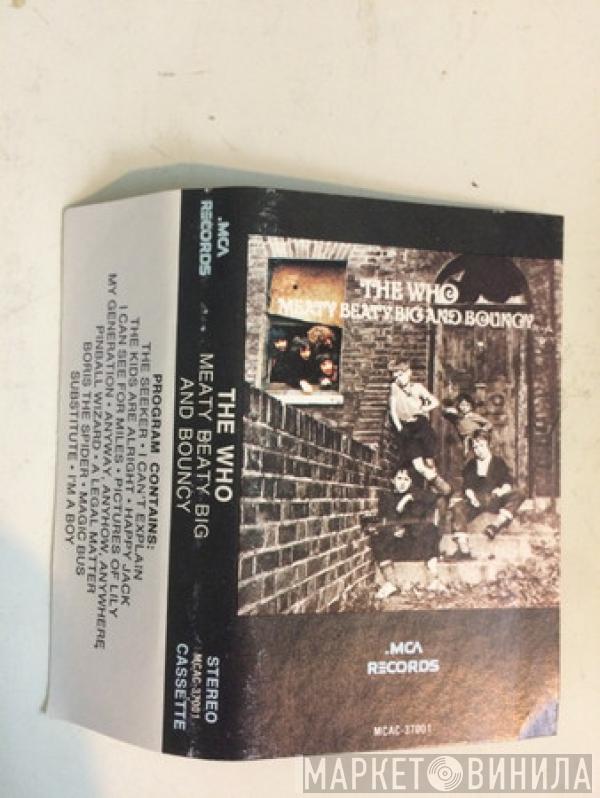 PROGRAM CONTAINS:
THE SEEKER • I CAN'T EXPLAIN
THE KIDS ARE ALRIGHT • HAPPY JACK
I CAN SEE FOR MILES • PICTURES OF LILY
MY GENERATION • ANYWAY, ANYHOW, ANYWHERE
PINBALL WIZARD • A LEGAL MATTER
BORIS THE SPIDER • MAGIC BUS
SUBSTITUTE • I'M A BOY
.MCA
RECORDS
THE WHO
MEATY BEATY BIG
AND BOUNCY
STEREO
MCAC-37001
CASSETTE
THE WHO
MEATY BEATY BIG AND BOUNCY
.MCA
RECORDS
MCAC-37001
МАРКЕТ ВИНИЛА